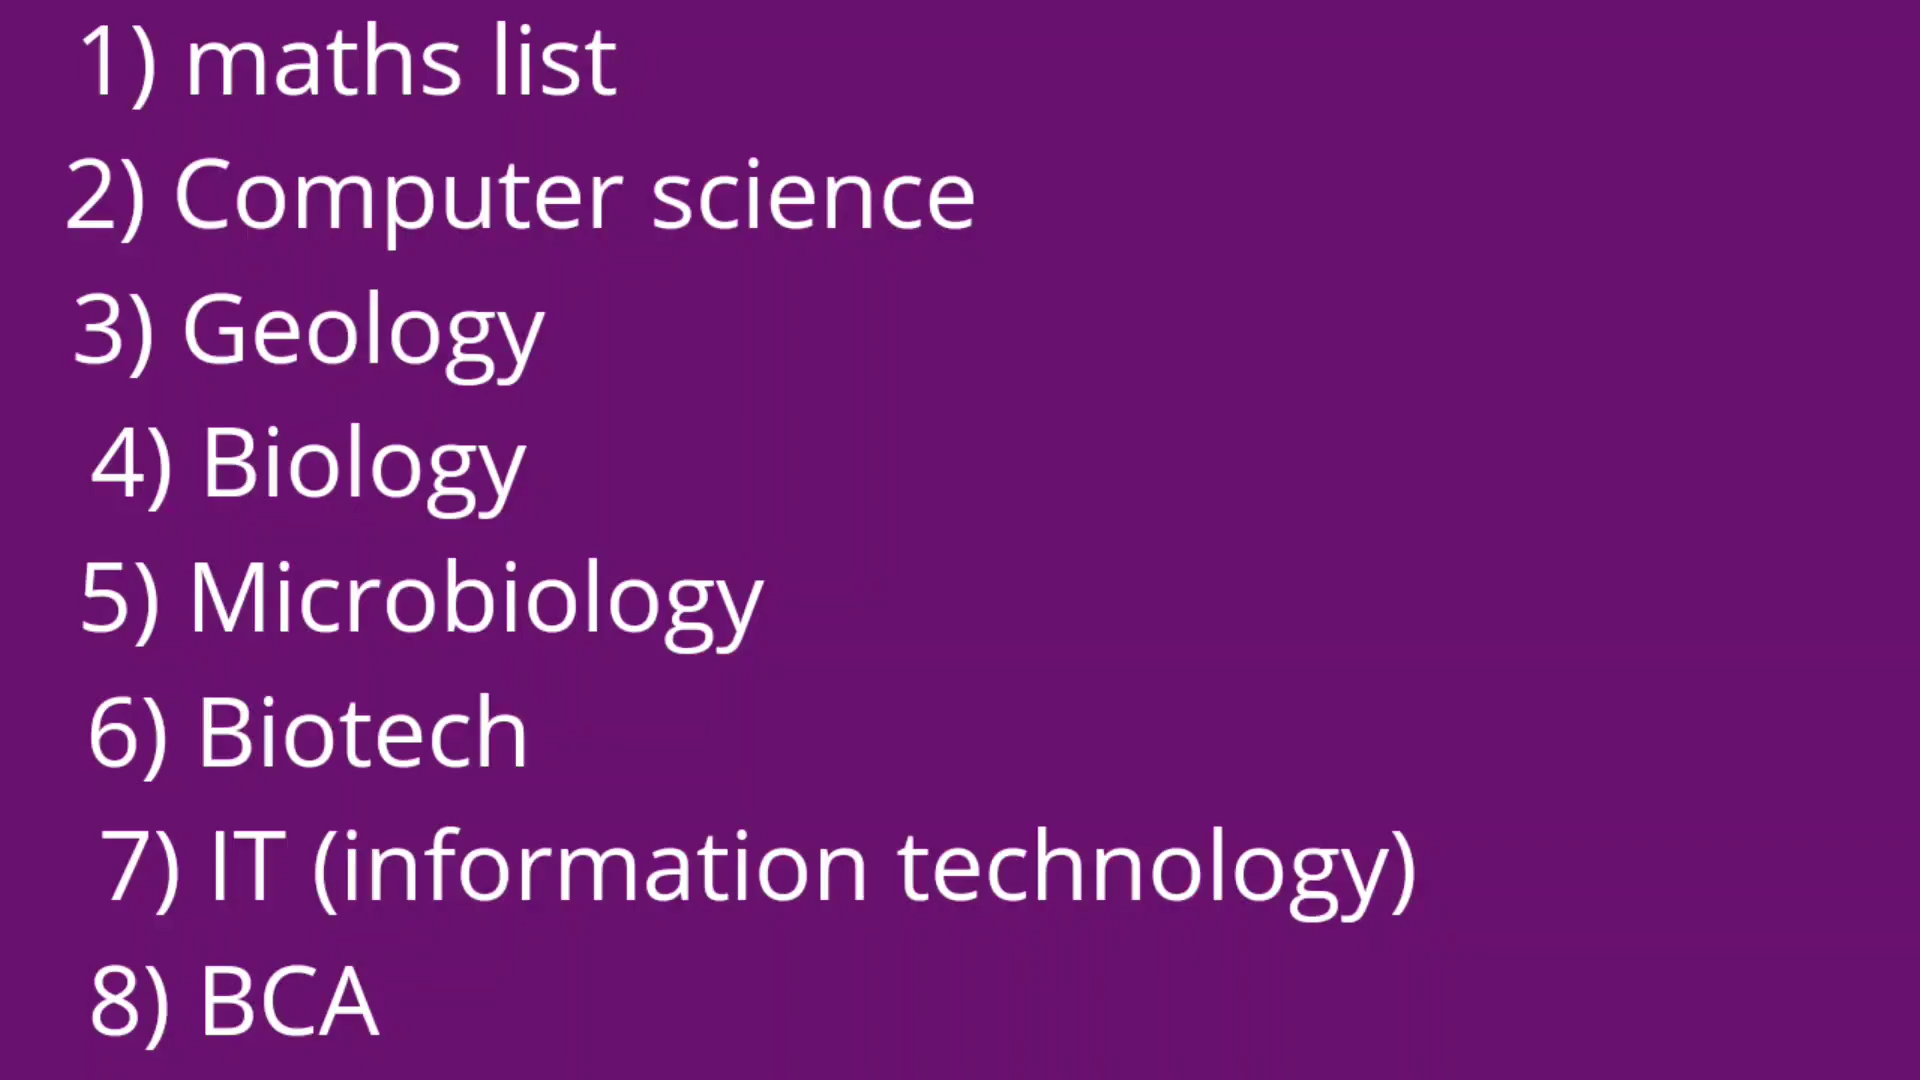 1) maths list
2) Computer science
3) Geology
4) Biology
5) Microbiology
6) Biotech
7) IT (information technology)
8) BCA